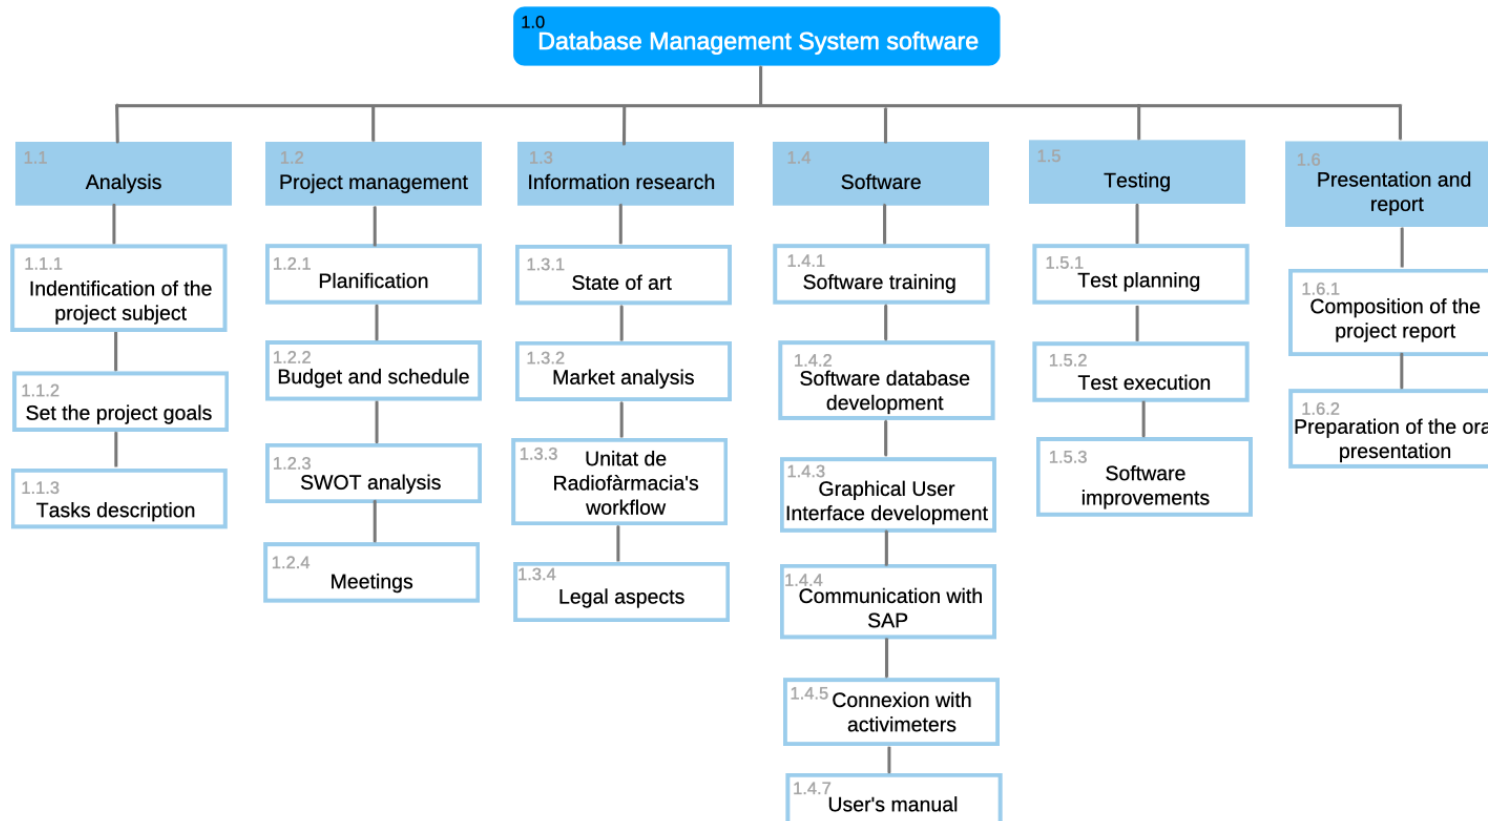 1.0
Database Management System software
1.1
Analysis
1.1.1
Indentification of the
project subject
1.1.2
Set the project goals
1.1.3
Tasks description
1.2
Project management
1.2.1
Planification
1.2.2
Budget and schedule
1.2.3
SWOT analysis
1.2.4
Meetings
1.3
Information research
1.3.1
State of art
1.3.2
Market analysis
1.3.3
Unitat de
Radiofàrmacia's
workflow
1.3.4
Legal aspects
1.4
Software
1.4.1
Software training
1.4.2
Software database
development
1.4.3
Graphical User
Interface development
1.4.4
Communication with
SAP
1.4.5
Connexion with
activimeters
1.4.7
User's manual
1.5
Testing
1.5.1
Test planning
1.5.2
Test execution
1.5.3
Software
improvements
1.6
Presentation and
report
1.6.1
Composition of the
project report
1.6.2
Preparation of the ora
presentation